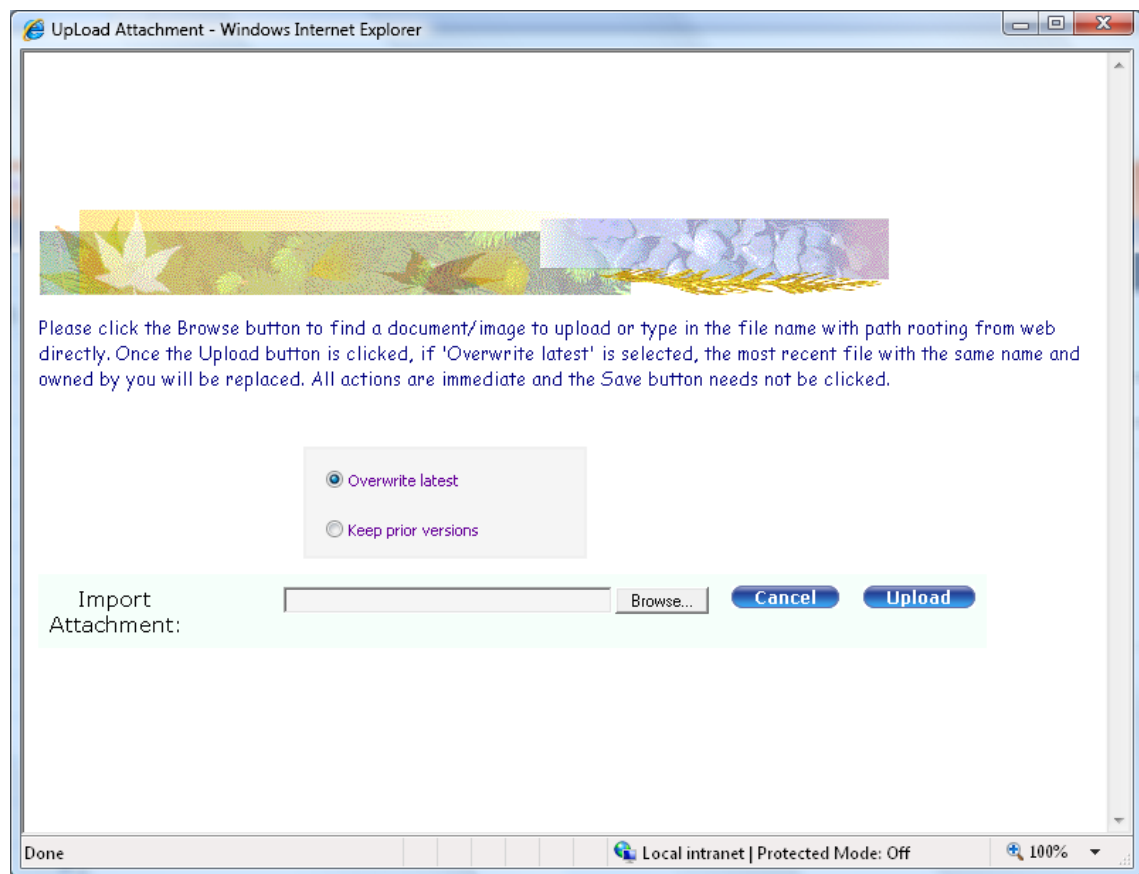 UpLoad Attachment - Windows Internet Explorer
Please click the Browse button to find a document/image to upload or type in the file name with path rooting from web
directly. Once the Upload button is clicked, if 'Overwrite latest' is selected, the most recent file with the same name and
owned by you will be replaced. All actions are immediate and the Save button needs not be clicked.
Overwrite latest
Keep prior versions
Import
Attachment:
Browse... Cancel Upload
Done Local intranet | Protected Mode: Off 100%